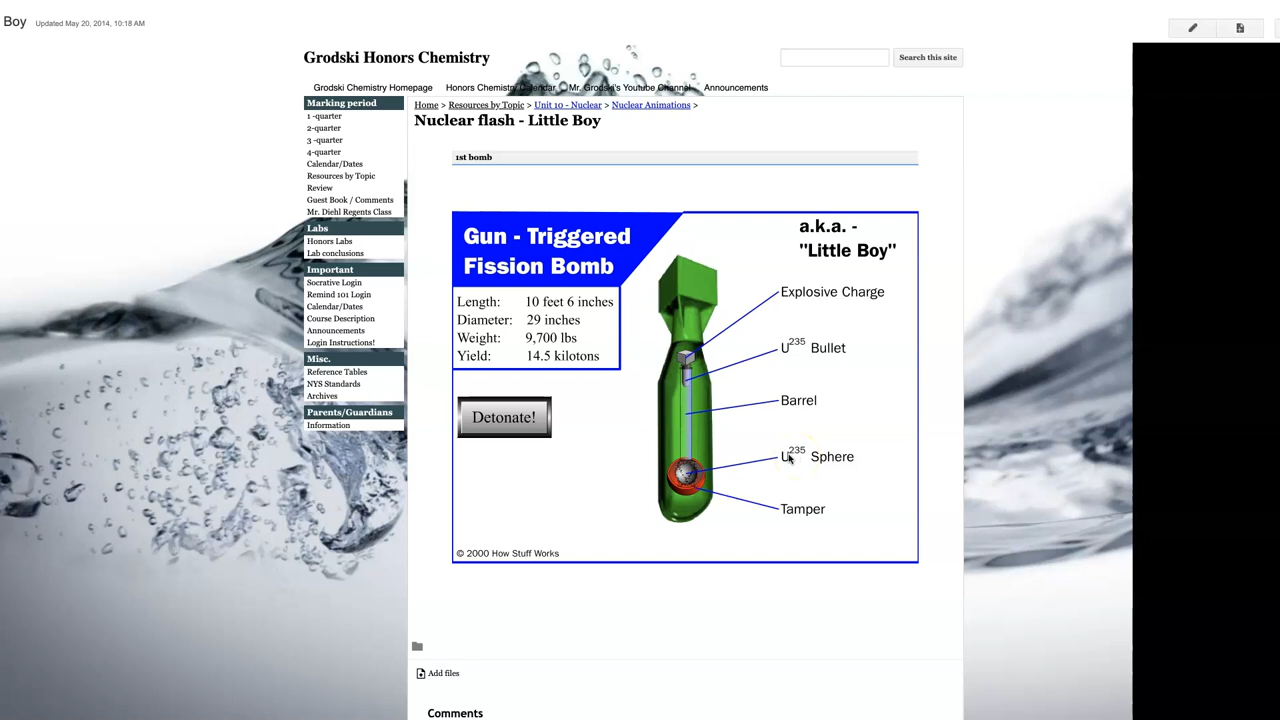 Boy Updated May 20, 2014, 10:18 AM
Grodski Honors Chemistry
Search this site
Grodski Chemistry Homepage Honors Chemistry Calendar Mr. Grodski's Youtube Channel Announcements
Marking period
1 -quarter
2-quarter
3 -quarter
4-quarter
Calendar/Dates
Resources by Topic
Review
Guest Book / Comments
Mr. Diehl Regents Class
Labs
Honors Labs
Lab conclusions
Important
Socrative Login
Remind 101 Login
Calendar/Dates
Course Description
Announcements
Login Instructions!
Misc.
Reference Tables
NYS Standards
Archives
Parents/Guardians
Information
Home > Resources by Topic > Unit 10 - Nuclear > Nuclear Animations >
Nuclear flash - Little Boy
1st bomb
Gun - Triggered
Fission Bomb
a.k.a. -
"Little Boy"
Length: 10 feet 6 inches
Diameter: 29 inches
Weight: 9,700 lbs
Yield: 14.5 kilotons
Detonate!
Explosive Charge
U235 Bullet
Barrel
U235 Sphere
Tamper
© 2000 How Stuff Works
Add files
Comments